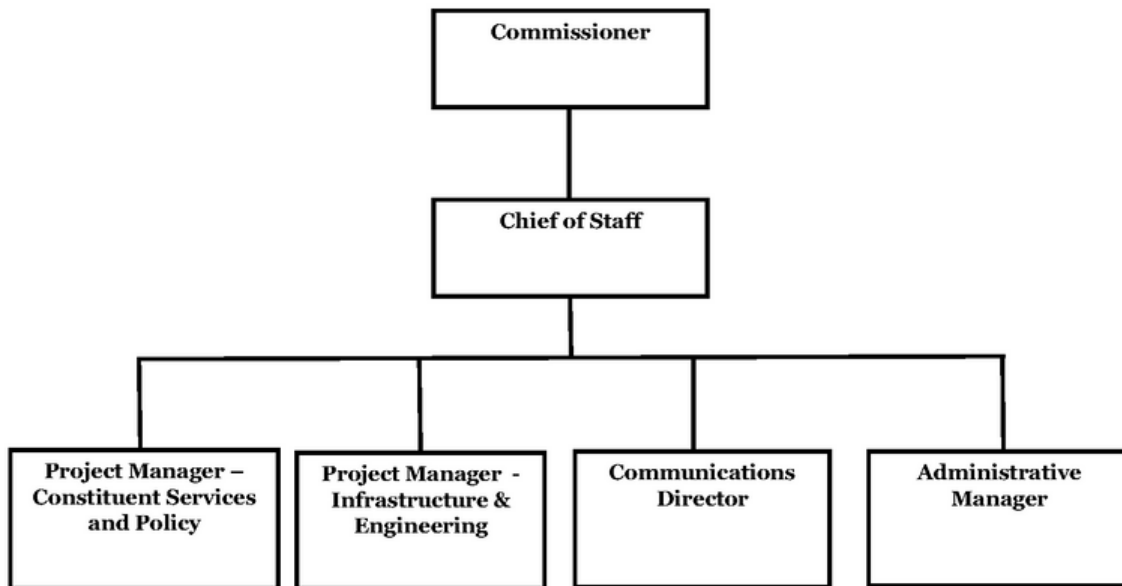 Commissioner
Chief of Staff
Project Manager –
Constituent Services
and Policy
Project Manager -
Infrastructure &
Engineering
Communications
Director
Administrative
Manager